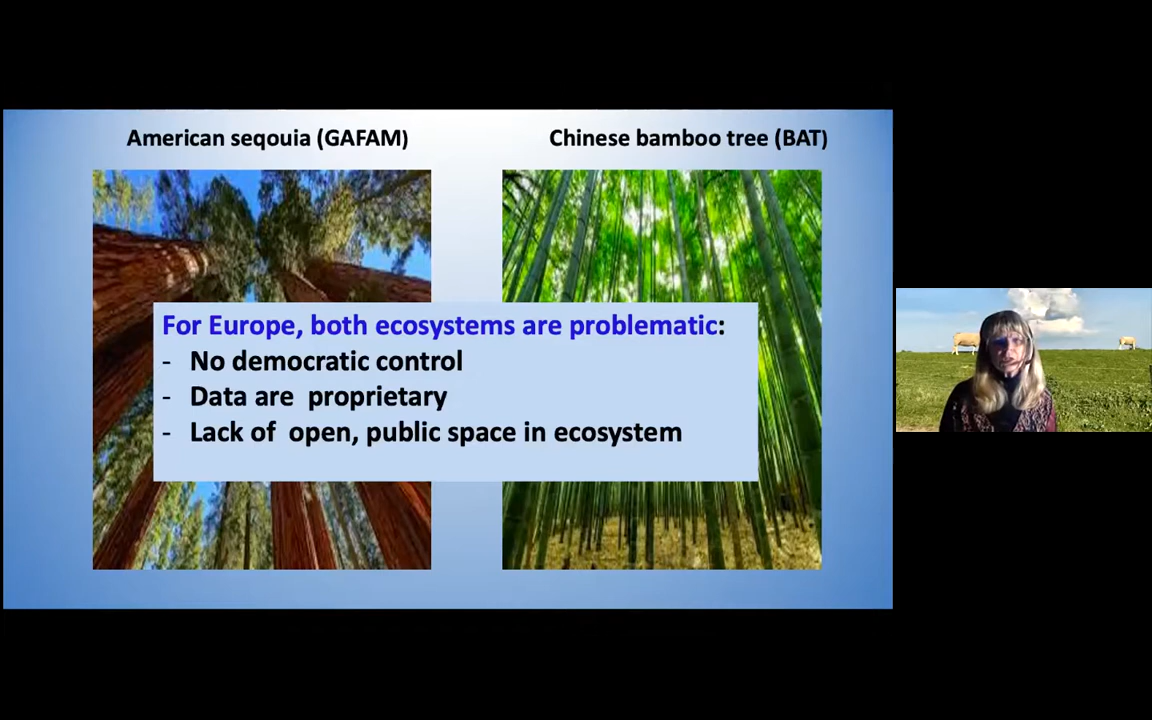 American seqouia (GAFAM)
Chinese bamboo tree (BAT)
For Europe, both ecosystems are problematic:
- No democratic control
- Data are  proprietary
- Lack of  open, public space in ecosystem